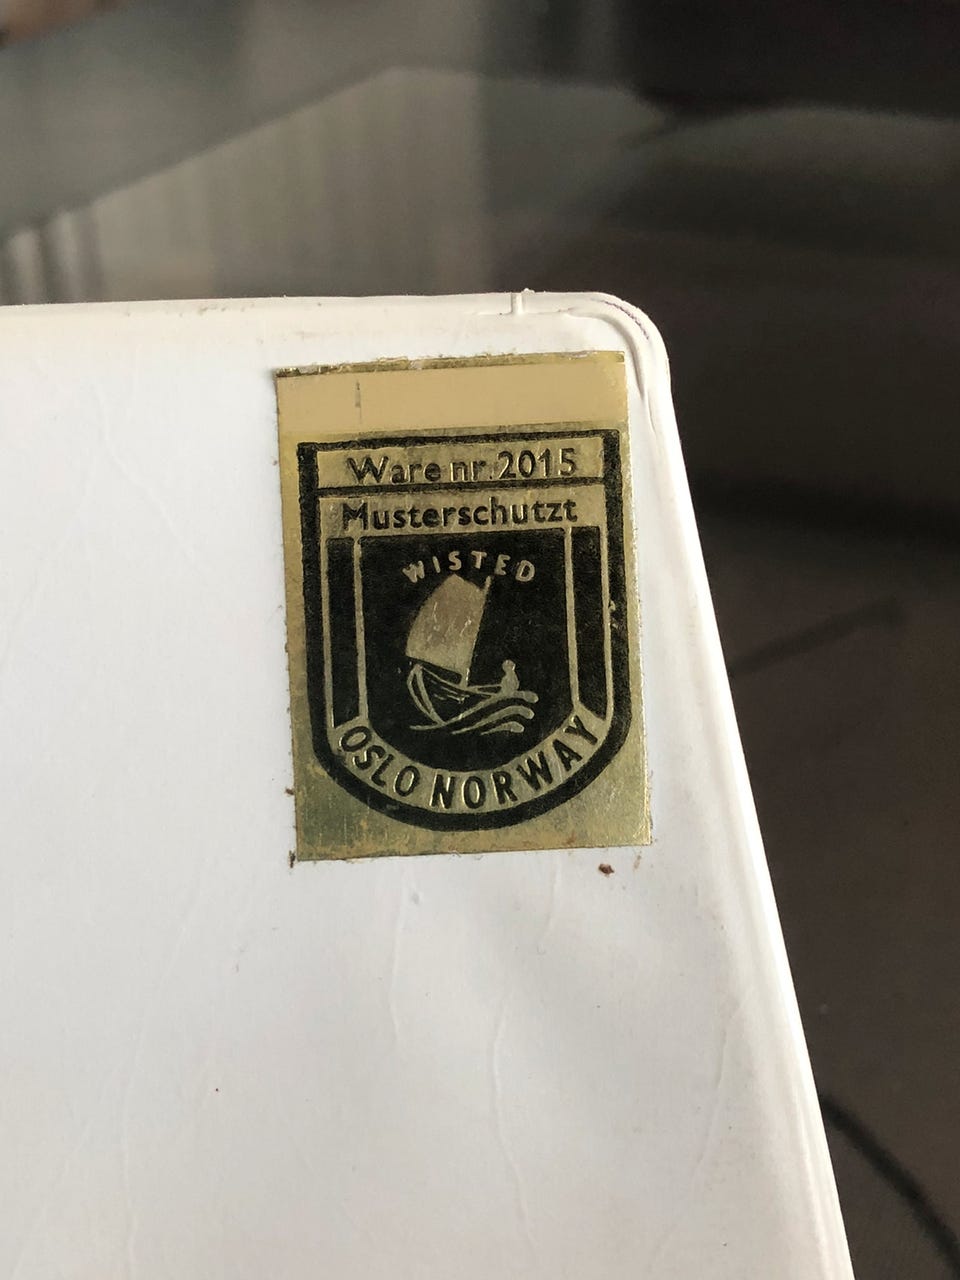 Ware nr. 2015
Musterschutzt
WISTED
OSLO NORWAY